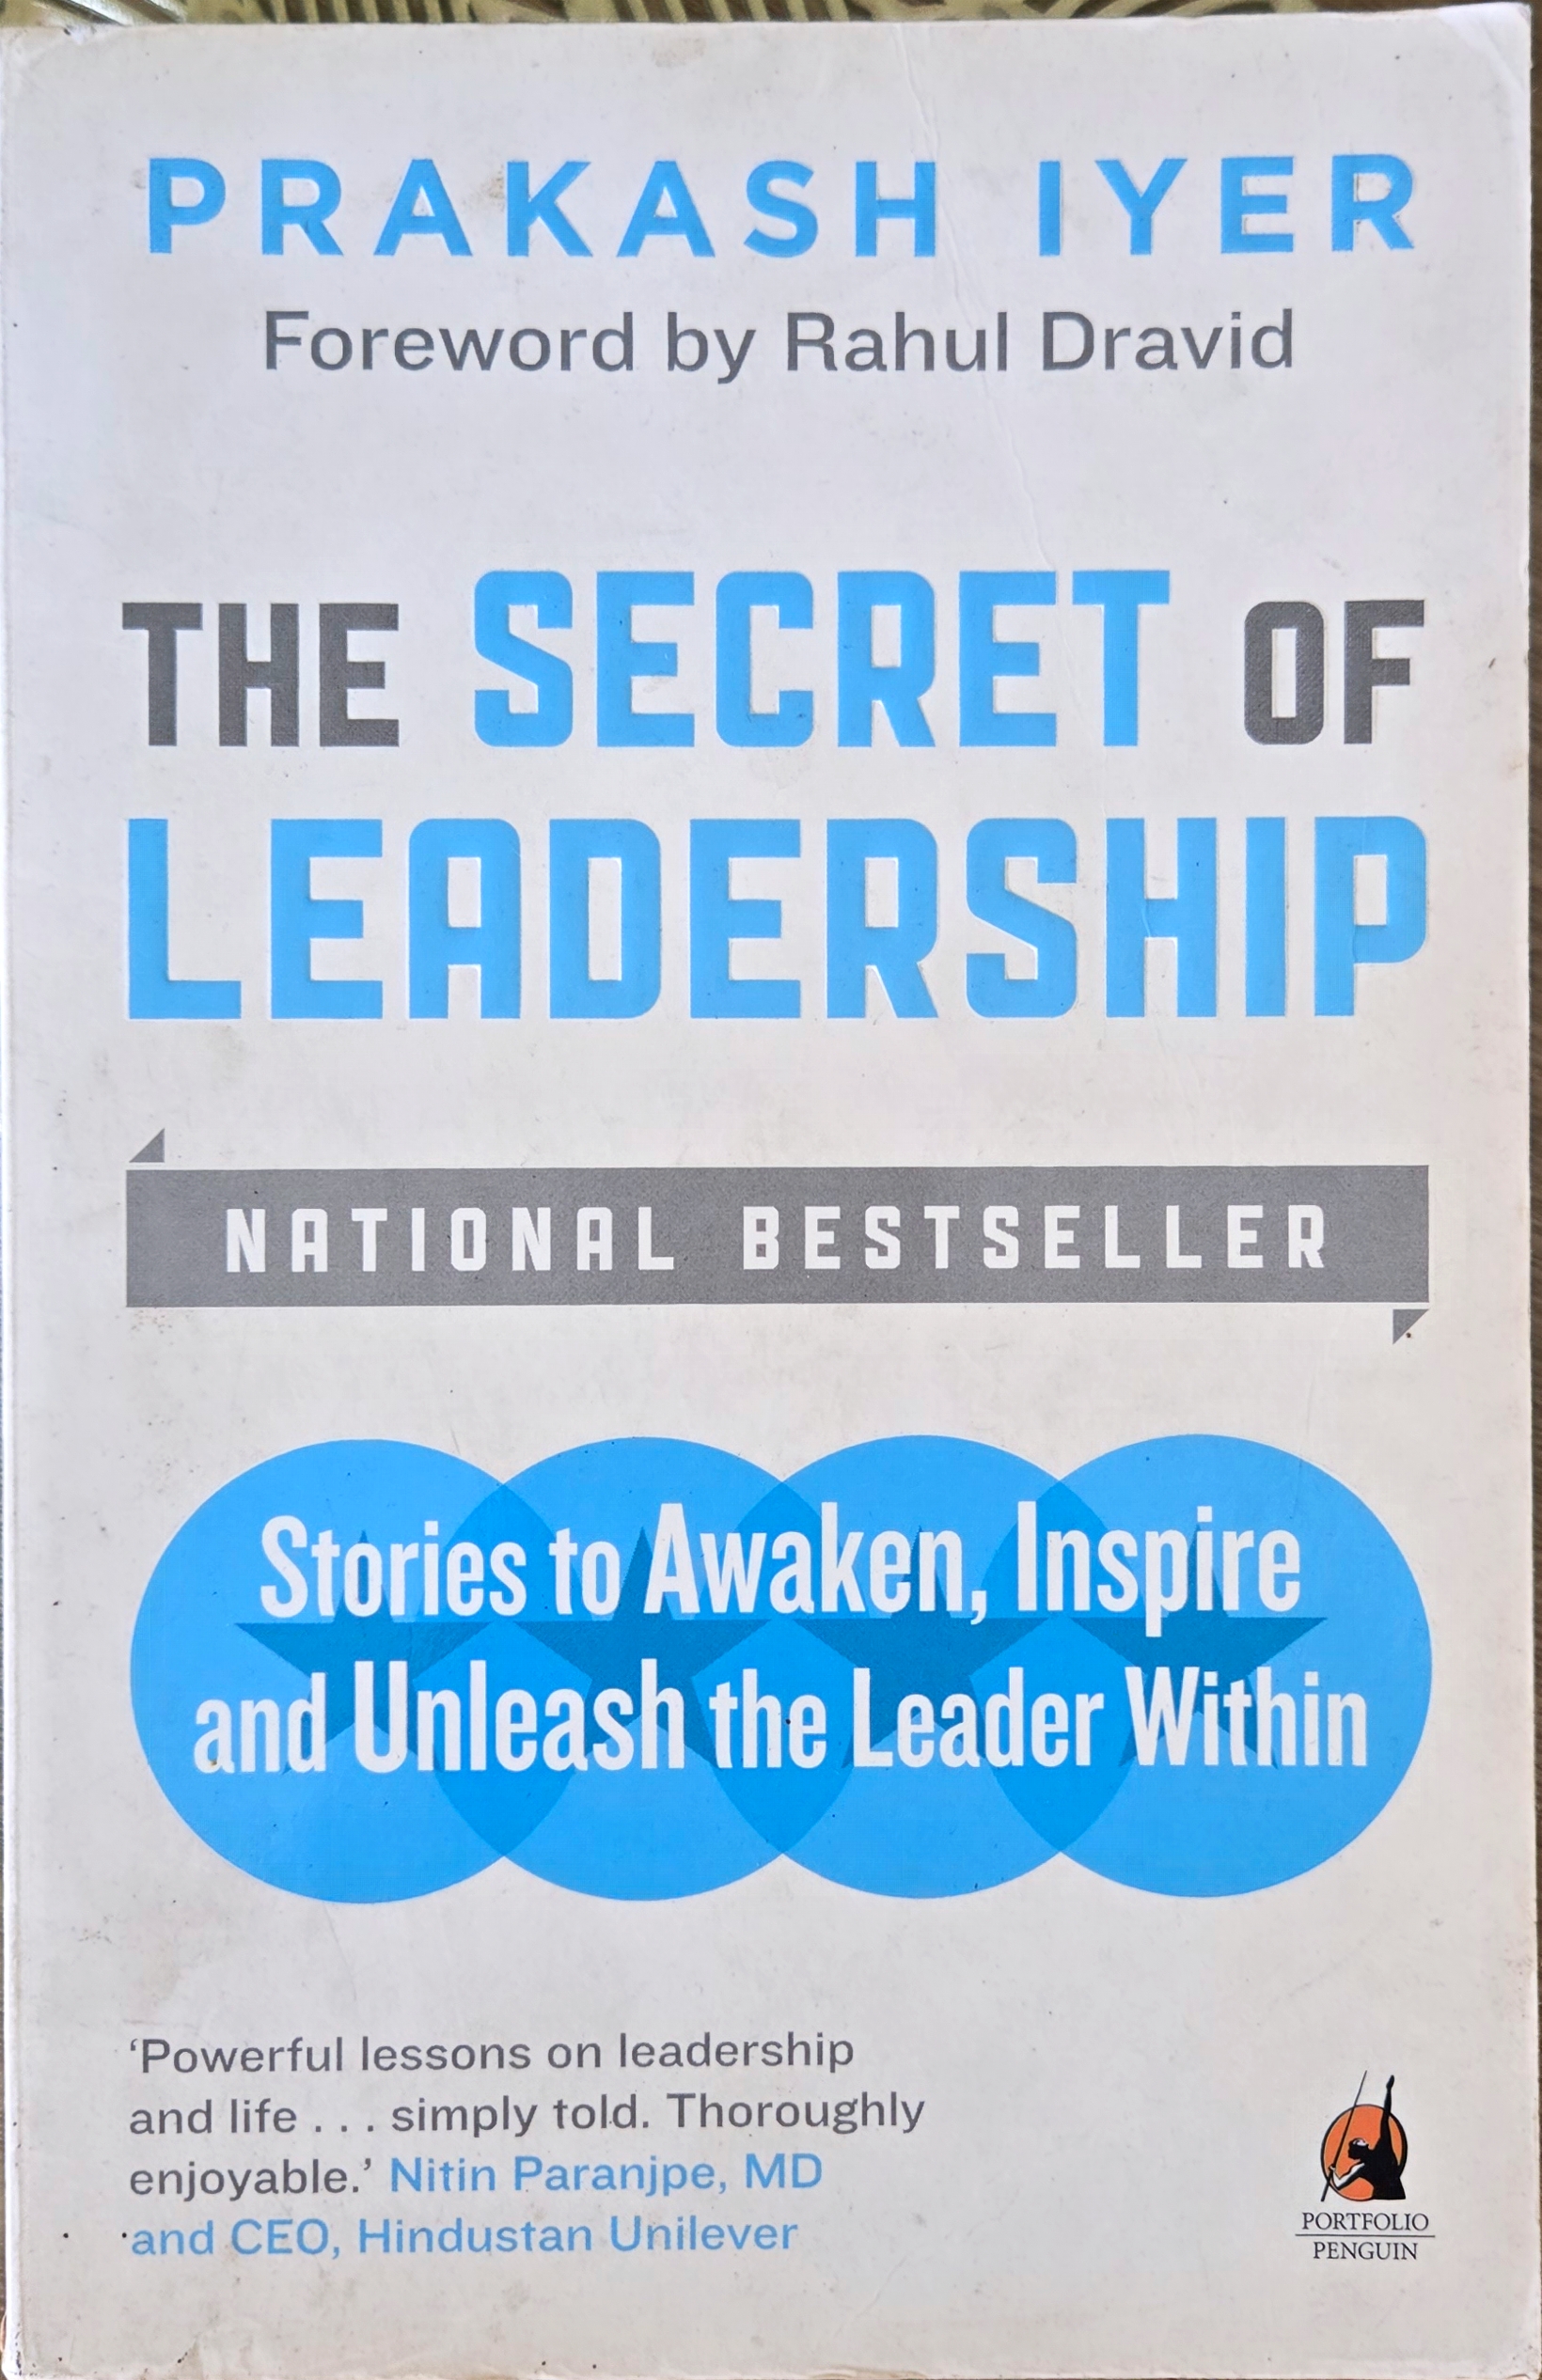 PRAKASH IYER
Foreword by Rahul Dravid
THE SECRET OF
LEADERSHIP
NATIONAL BESTSELLER
Stories to Awaken, Inspire
and Unleash the Leader Within
‘Powerful lessons on leadership
and life . . . simply told. Thoroughly
enjoyable.’ Nitin Paranjpe, MD
and CEO, Hindustan Unilever
PORTFOLIO
PENGUIN